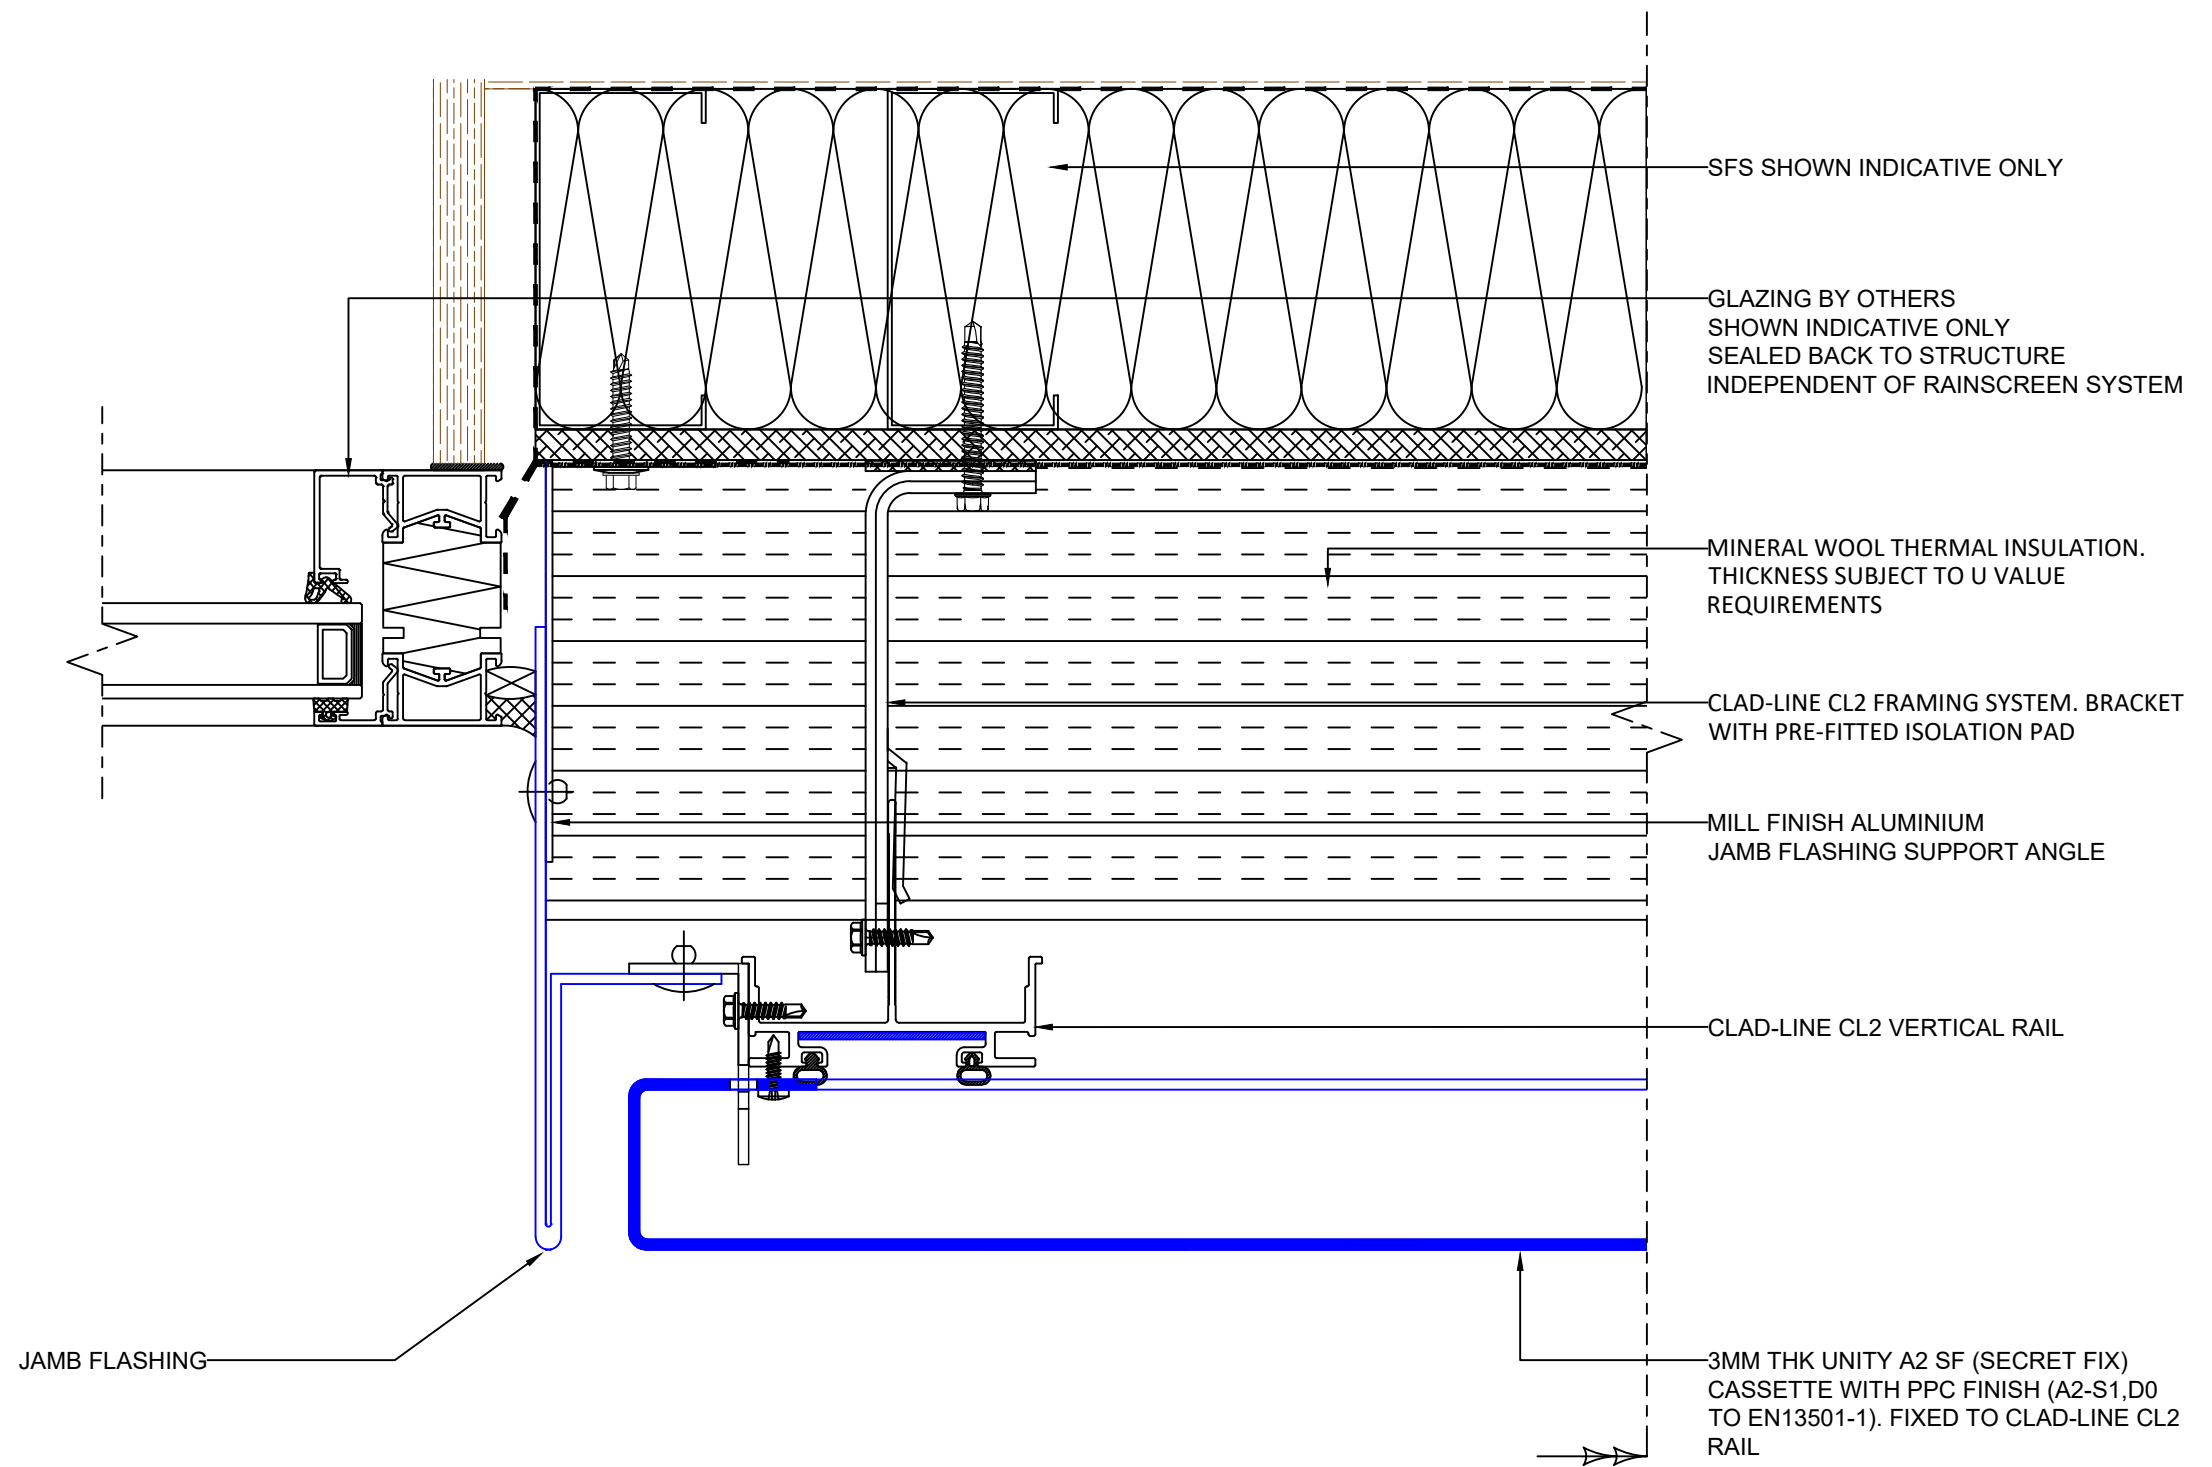 SFS SHOWN INDICATIVE ONLY
GLAZING BY OTHERS
SHOWN INDICATIVE ONLY
SEALED BACK TO STRUCTURE
INDEPENDENT OF RAINSCREEN SYSTEM
MINERAL WOOL THERMAL INSULATION.
THICKNESS SUBJECT TO U VALUE
REQUIREMENTS
CLAD-LINE CL2 FRAMING SYSTEM. BRACKET
WITH PRE-FITTED ISOLATION PAD
MILL FINISH ALUMINIUM
JAMB FLASHING SUPPORT ANGLE
CLAD-LINE CL2 VERTICAL RAIL
JAMB FLASHING
3MM THK UNITY A2 SF (SECRET FIX)
CASSETTE WITH PPC FINISH (A2-S1,D0
TO EN13501-1). FIXED TO CLAD-LINE CL2
RAIL